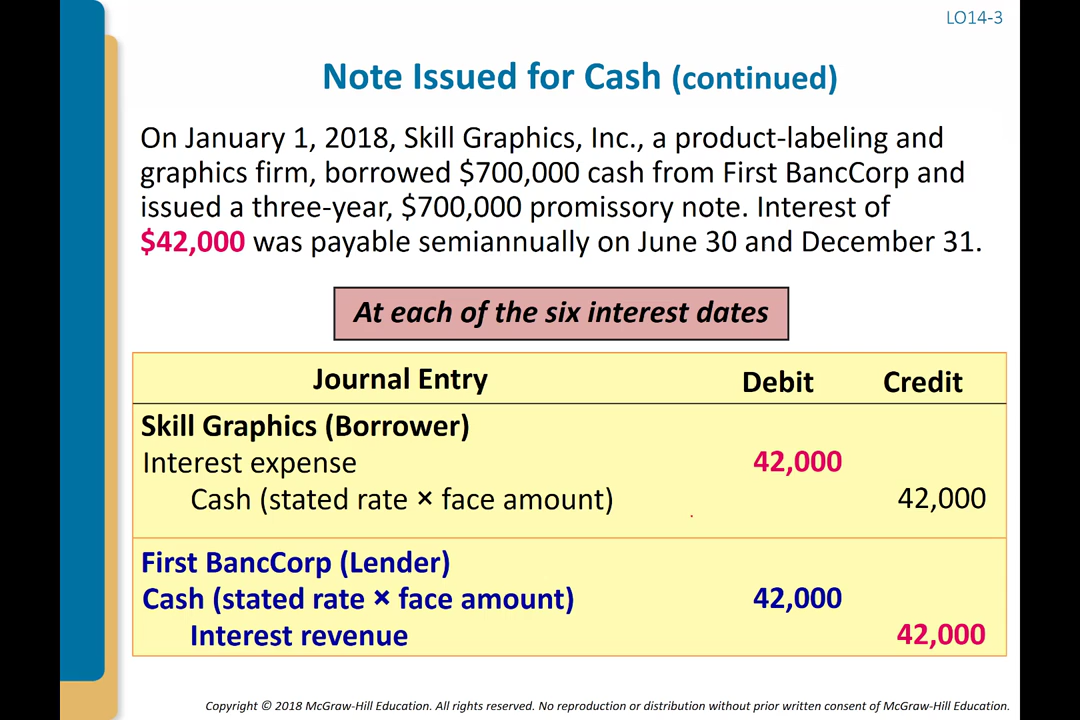 LO14-3
Note Issued for Cash (continued)
On January 1, 2018, Skill Graphics, Inc., a product-labeling and
graphics firm, borrowed $700,000 cash from First BancCorp and
issued a three-year, $700,000 promissory note. Interest of
$42,000 was payable semiannually on June 30 and December 31.
At each of the six interest dates
Journal Entry Debit Credit
Skill Graphics (Borrower)
Interest expense 42,000
Cash (stated rate × face amount) 42,000
First BancCorp (Lender)
Cash (stated rate × face amount) 42,000
Interest revenue 42,000
Copyright © 2018 McGraw-Hill Education. All rights reserved. No reproduction or distribution without prior written consent of McGraw-Hill Education.